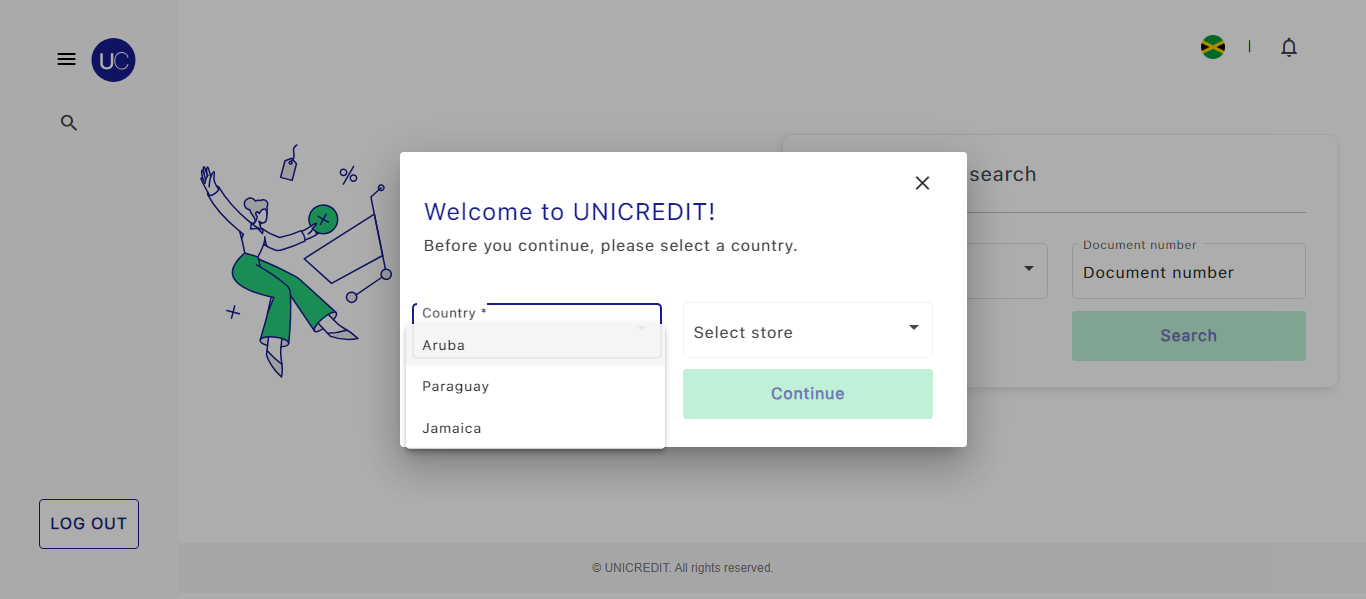 UC
search
Welcome to UNICREDIT!
Before you continue, please select a country.
Document number
Document number
Country *
Select store
Aruba
Search
Paraguay
Continue
Jamaica
LOG OUT
© UNICREDIT. All rights reserved.